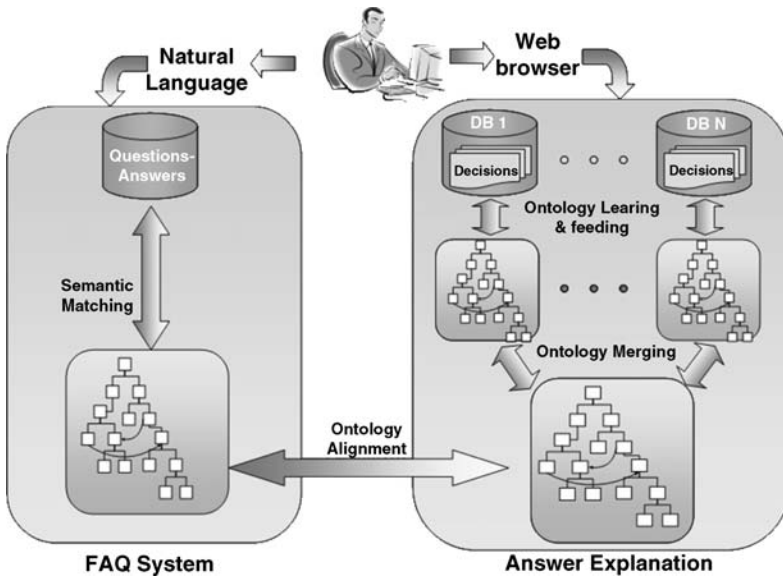 Natural
Language
Web
browser
Questions-
Answers
DB 1
DB N
Decisions
Decisions
Ontology Learing
& feeding
Semantic
Matching
Ontology Merging
Ontology
Alignment
FAQ System
Answer Explanation